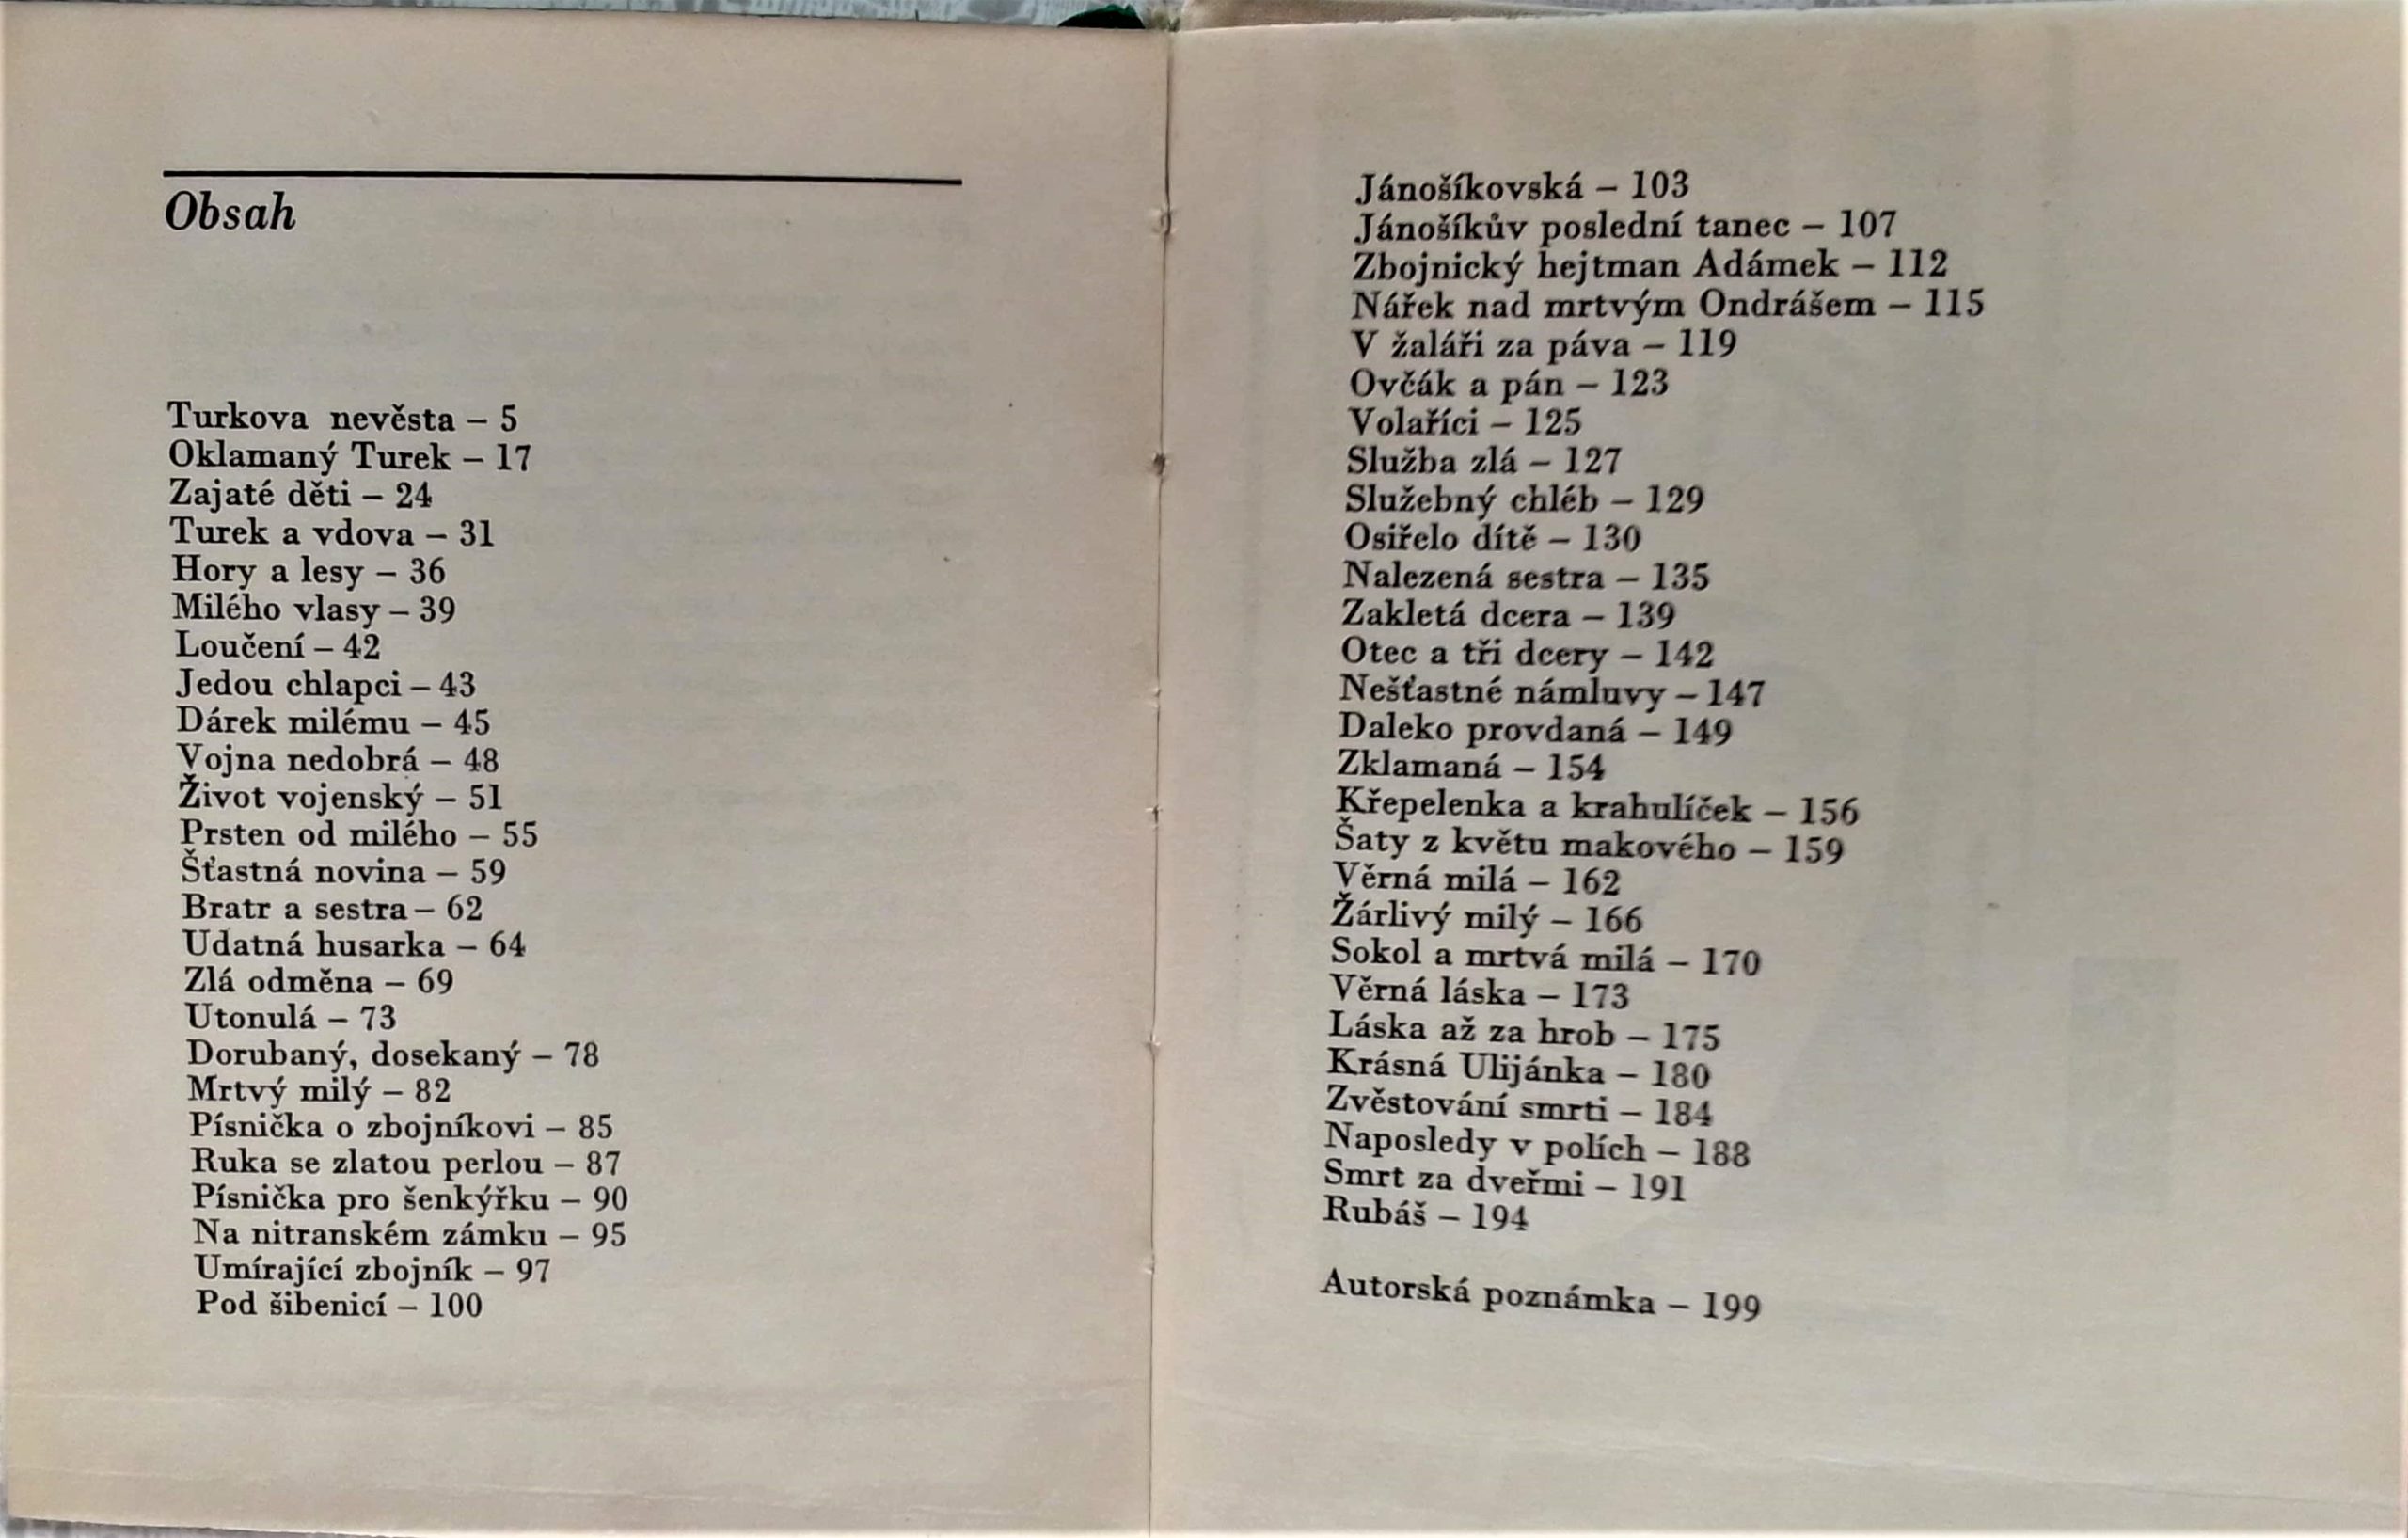 Obsah
Turkova nevěsta – 5
Oklamaný Turek – 17
Zajaté děti – 24
Turek a vdova – 31
Hory a lesy – 36
Milého vlasy – 39
Loučení – 42
Jedou chlapci – 43
Dárek milému – 45
Vojna nedobrá – 48
Život vojenský – 51
Prsten od milého – 55
Šťastná novina – 59
Bratr a sestra – 62
Udatná husarka – 64
Zlá odměna – 69
Utonulá – 73
Dorubaný, dosekaný – 78
Mrtvý milý – 82
Písnička o zbojníkovi – 85
Ruka se zlatou perlou – 87
Písnička pro šenkýřku – 90
Na nitranském zámku – 95
Umírající zbojník – 97
Pod šibenicí – 100
Jánošíkovská – 103
Jánošíkův poslední tanec – 107
Zbojnický hejtman Adámek – 112
Nářek nad mrtvým Ondrášem – 115
V žaláři za páva – 119
Ovčák a pán – 123
Volaříci – 125
Služba zlá – 127
Služebný chléb – 129
Osiřelo dítě – 130
Nalezená sestra – 135
Zakletá dcera – 139
Otec a tři dcery – 142
Nešťastné námluvy – 147
Daleko provdaná – 149
Zklamaná – 154
Křepelenka a krahulíček – 156
Šaty z květu makového – 159
Věrná milá – 162
Žárlivý milý – 166
Sokol a mrtvá milá – 170
Věrná láska – 173
Láska až za hrob – 175
Krásná Ulijánka – 180
Zvěstování smrti – 184
Naposledy v polích – 188
Smrt za dveřmi – 191
Rubáš – 194
Autorská poznámka – 199